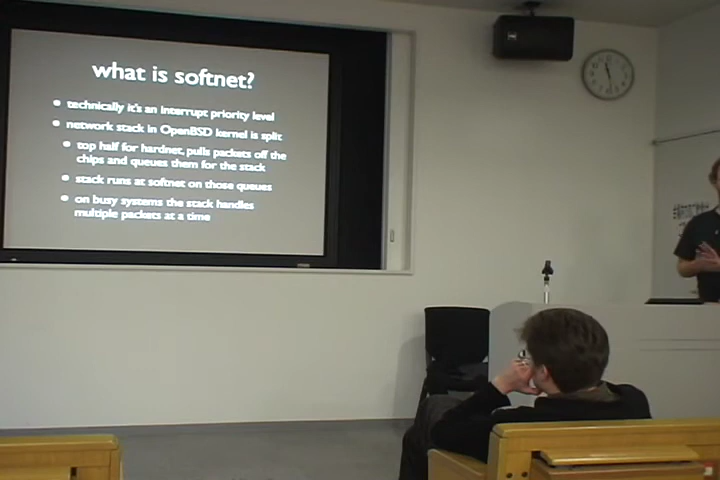 what is softnet?
technically it's an interrupt priority level
network stack in OpenBSD kernel is split
top half for hardnet, pulls packets off the
chips and queues them for the stack
stack runs at softnet on those queues
on busy systems the stack handles
multiple packets at a time